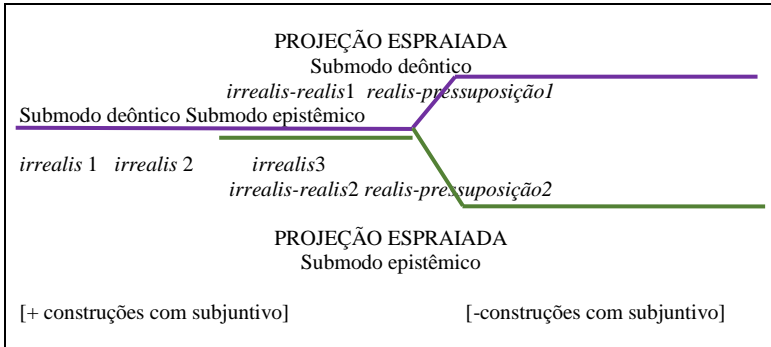 PROJEÇÃO ESPRAIADA
Submodo deôntico
irrealis-realis1 realis-pressuposição1
Submodo deôntico Submodo epistêmico
irrealis 1 irrealis 2 irrealis3
irrealis-realis2 realis-pressuposição2
PROJEÇÃO ESPRAIADA
Submodo epistêmico
[+ construções com subjuntivo] [-construções com subjuntivo]